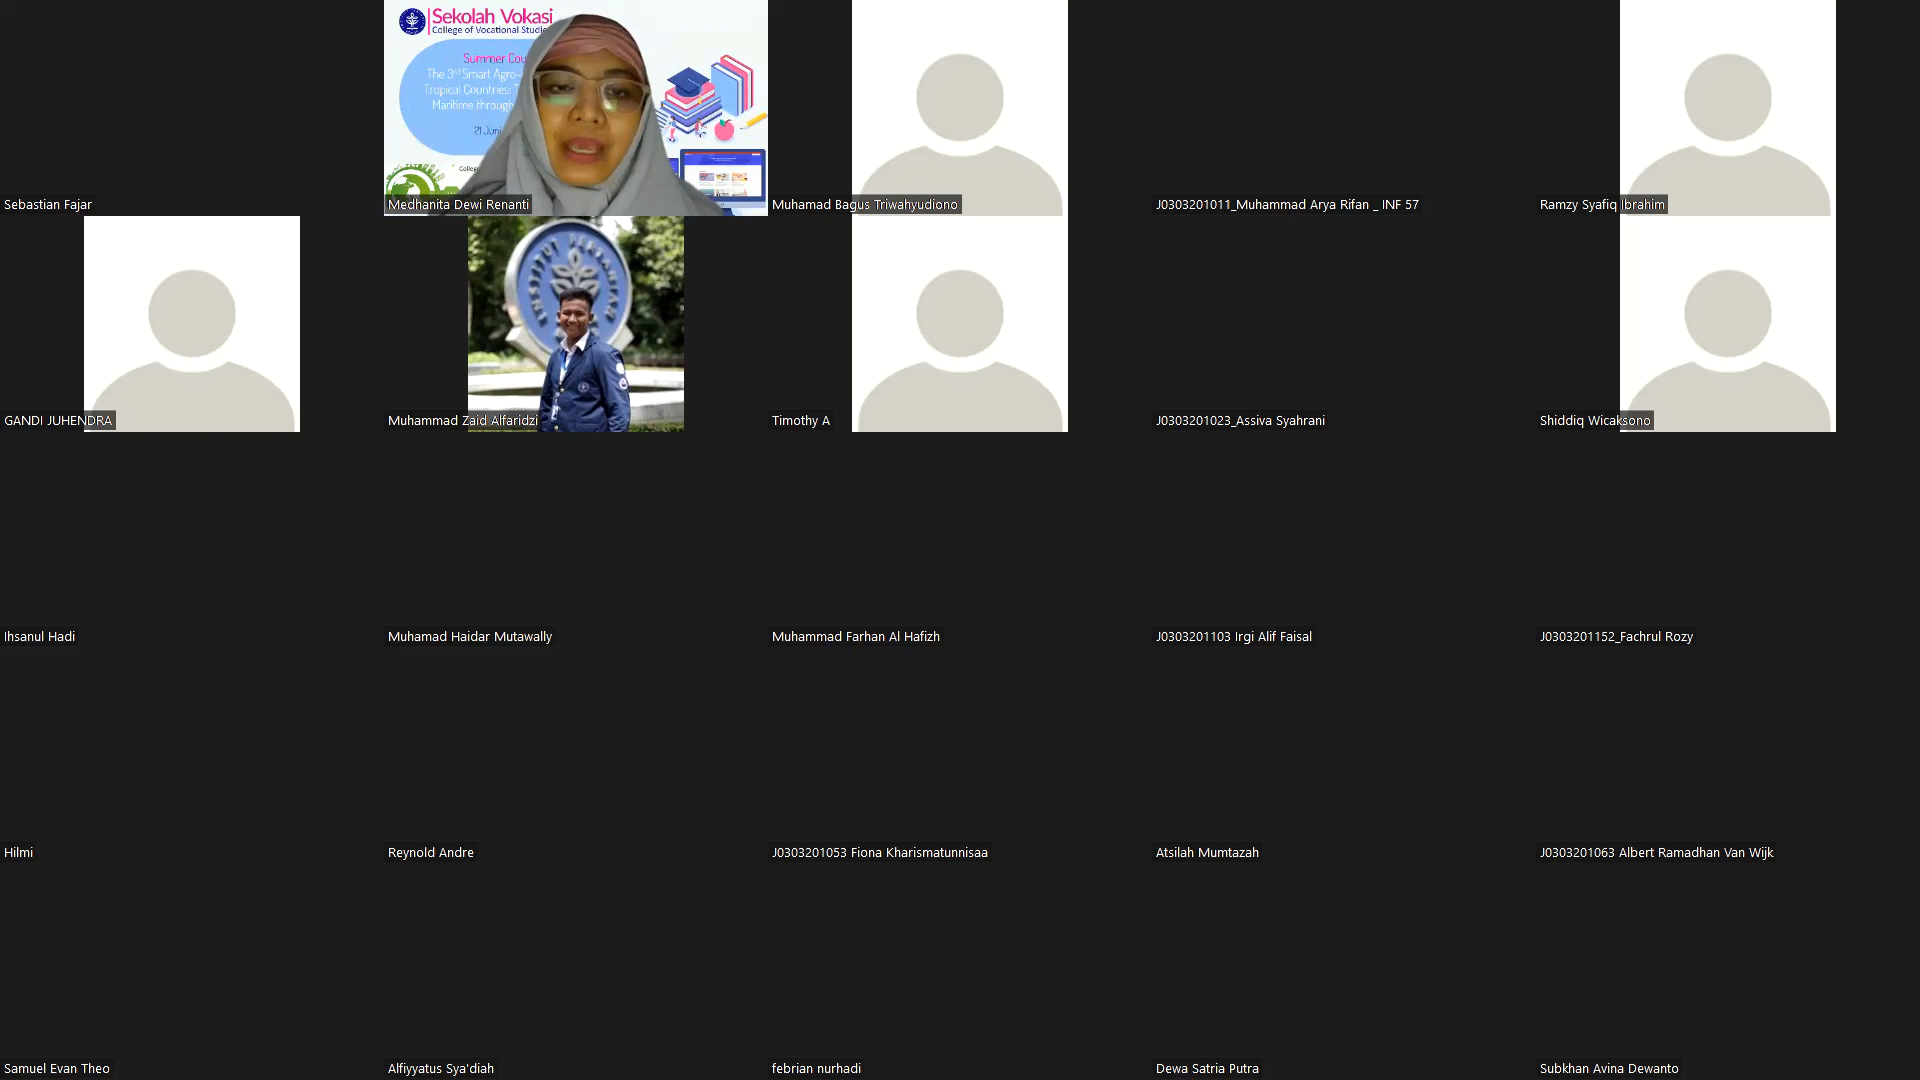 Sekolah Vokasi
College of Vocational Studie
Summer Cou
The 3rd Smart Agro-
Tropical Countries: T
Maritime through
21 Juni
Colleg
Sebastian Fajar
Medhanita Dewi Renanti
Muhamad Bagus Triwahyudiono
J0303201011_Muhammad Arya Rifan _ INF 57
Ramzy Syafiq Ibrahim
INSTITUT PERTANIAN
GANDI JUHENDRA
Muhammad Zaid Alfaridzi
Timothy A
J0303201023_Assiva Syahrani
Shiddiq Wicaksono
Ihsanul Hadi
Muhamad Haidar Mutawally
Muhammad Farhan Al Hafizh
J0303201103 Irgi Alif Faisal
J0303201152_Fachrul Rozy
Hilmi
Reynold Andre
J0303201053 Fiona Kharismatunnisaa
Atsilah Mumtazah
J0303201063 Albert Ramadhan Van Wijk
Samuel Evan Theo
Alfiyyatus Sya'diah
febrian nurhadi
Dewa Satria Putra
Subkhan Avina Dewanto